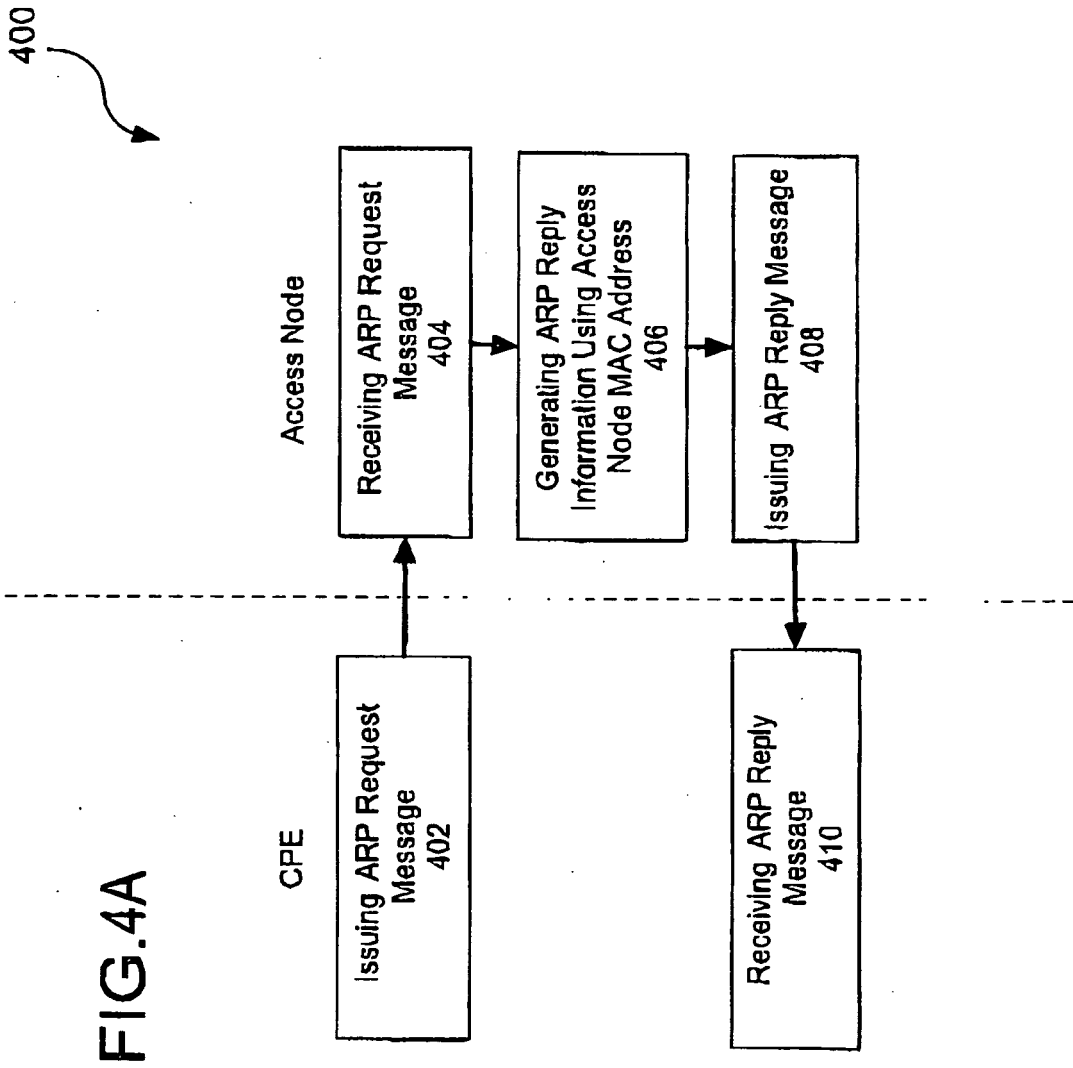 FIG.4A
400
CPE
Access Node
Issuing ARP Request
Message
402
Receiving ARP Request
Message
404
Generating ARP Reply
Information Using Access
Node MAC Address
406
Issuing ARP Reply Message
408
Receiving ARP Reply
Message
410